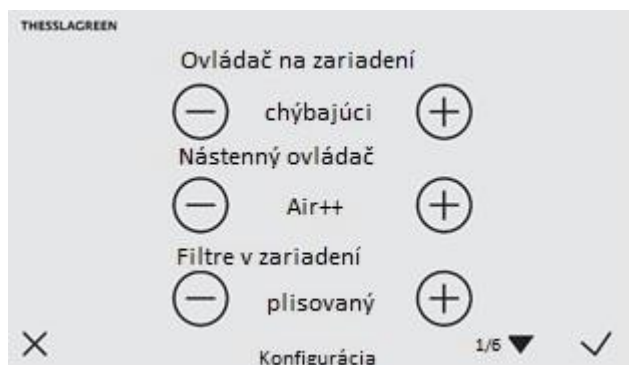 THESSLAGREEN
Ovládač na zariadení
chýbajúci
Nástenný ovládač
Air++
Filtre v zariadení
plisovaný
1/6
Konfigurácia